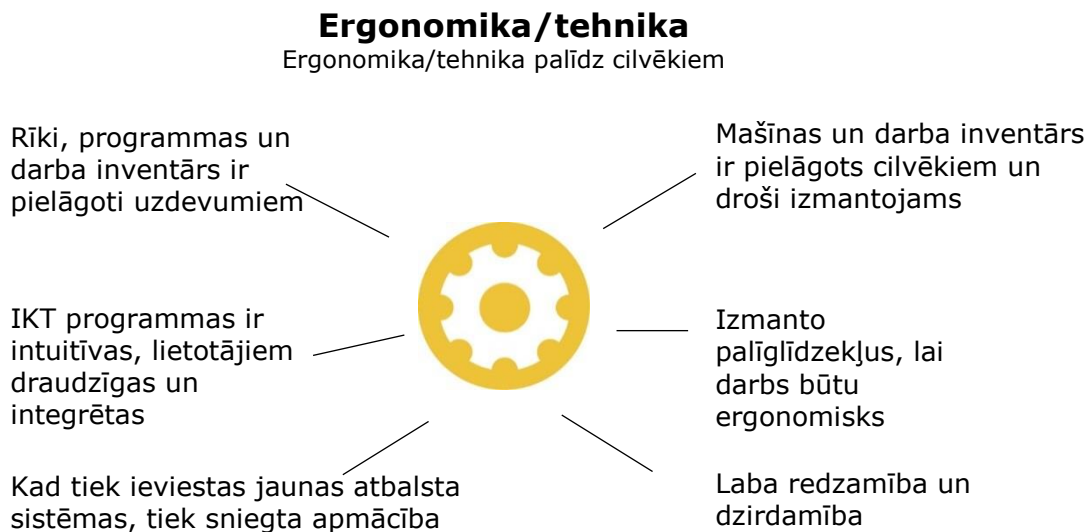 Ergonomika/tehnika
Ergonomika/tehnika palīdz cilvēkiem
Rīki, programmas un
darba inventārs ir
pielāgoti uzdevumiem
Mašīnas un darba inventārs
ir pielāgots cilvēkiem un
droši izmantojams
IKT programmas ir
intuitīvas, lietotājiem
draudzīgas un
integrētas
Izmanto
palīglīdzekļus, lai
darbs būtu
ergonomisks
Kad tiek ieviestas jaunas atbalsta
sistēmas, tiek sniegta apmācība
Laba redzamība un
dzirdamība